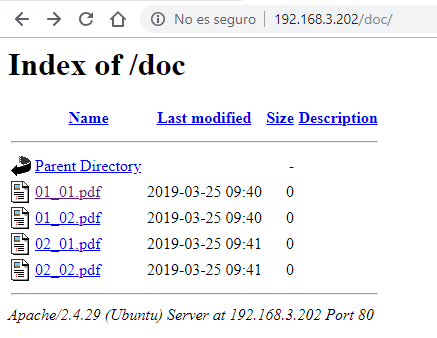 No es seguro | 192.168.3.202/doc/
Index of /doc
Name Last modified Size Description
Parent Directory -
01_01.pdf 2019-03-25 09:40 0
01_02.pdf 2019-03-25 09:40 0
02_01.pdf 2019-03-25 09:41 0
02_02.pdf 2019-03-25 09:41 0
Apache/2.4.29 (Ubuntu) Server at 192.168.3.202 Port 80